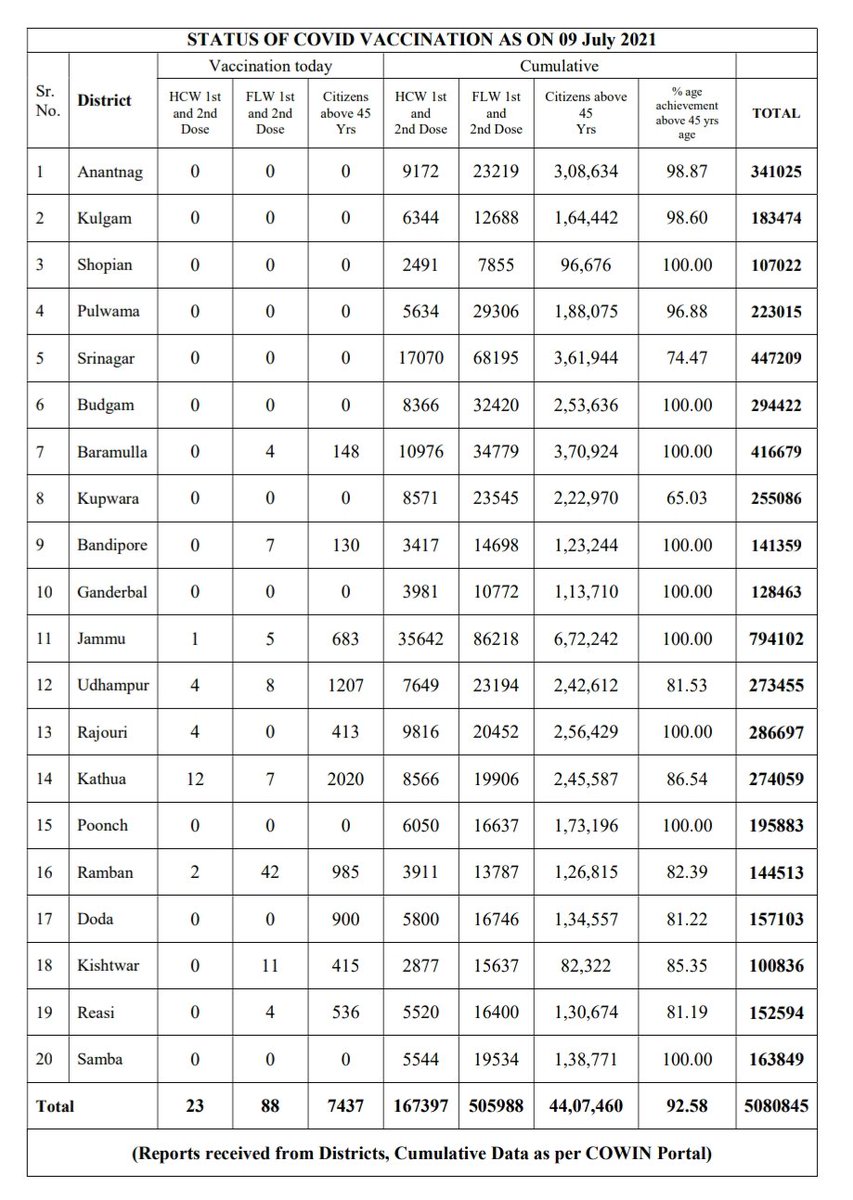 STATUS OF COVID VACCINATION AS ON 09 July 2021
Sr. No. District Vaccination today Cumulative
HCW 1st and 2nd Dose FLW 1st and 2nd Dose Citizens above 45 Yrs HCW 1st and 2nd Dose FLW 1st and 2nd Dose Citizens above 45 Yrs % age achievement above 45 yrs age TOTAL
1 Anantnag 0 0 0 9172 23219 3,08,634 98.87 341025
2 Kulgam 0 0 0 6344 12688 1,64,442 98.60 183474
3 Shopian 0 0 0 2491 7855 96,676 100.00 107022
4 Pulwama 0 0 0 5634 29306 1,88,075 96.88 223015
5 Srinagar 0 0 0 17070 68195 3,61,944 74.47 447209
6 Budgam 0 0 0 8366 32420 2,53,636 100.00 294422
7 Baramulla 0 4 148 10976 34779 3,70,924 100.00 416679
8 Kupwara 0 0 0 8571 23545 2,22,970 65.03 255086
9 Bandipore 0 7 130 3417 14698 1,23,244 100.00 141359
10 Ganderbal 0 0 0 3981 10772 1,13,710 100.00 128463
11 Jammu 1 5 683 35642 86218 6,72,242 100.00 794102
12 Udhampur 4 8 1207 7649 23194 2,42,612 81.53 273455
13 Rajouri 4 0 413 9816 20452 2,56,429 100.00 286697
14 Kathua 12 7 2020 8566 19906 2,45,587 86.54 274059
15 Poonch 0 0 0 6050 16637 1,73,196 100.00 195883
16 Ramban 2 42 985 3911 13787 1,26,815 82.39 144513
17 Doda 0 0 900 5800 16746 1,34,557 81.22 157103
18 Kishtwar 0 11 415 2877 15637 82,322 85.35 100836
19 Reasi 0 4 536 5520 16400 1,30,674 81.19 152594
20 Samba 0 0 0 5544 19534 1,38,771 100.00 163849
Total 23 88 7437 167397 505988 44,07,460 92.58 5080845
(Reports received from Districts, Cumulative Data as per COWIN Portal)